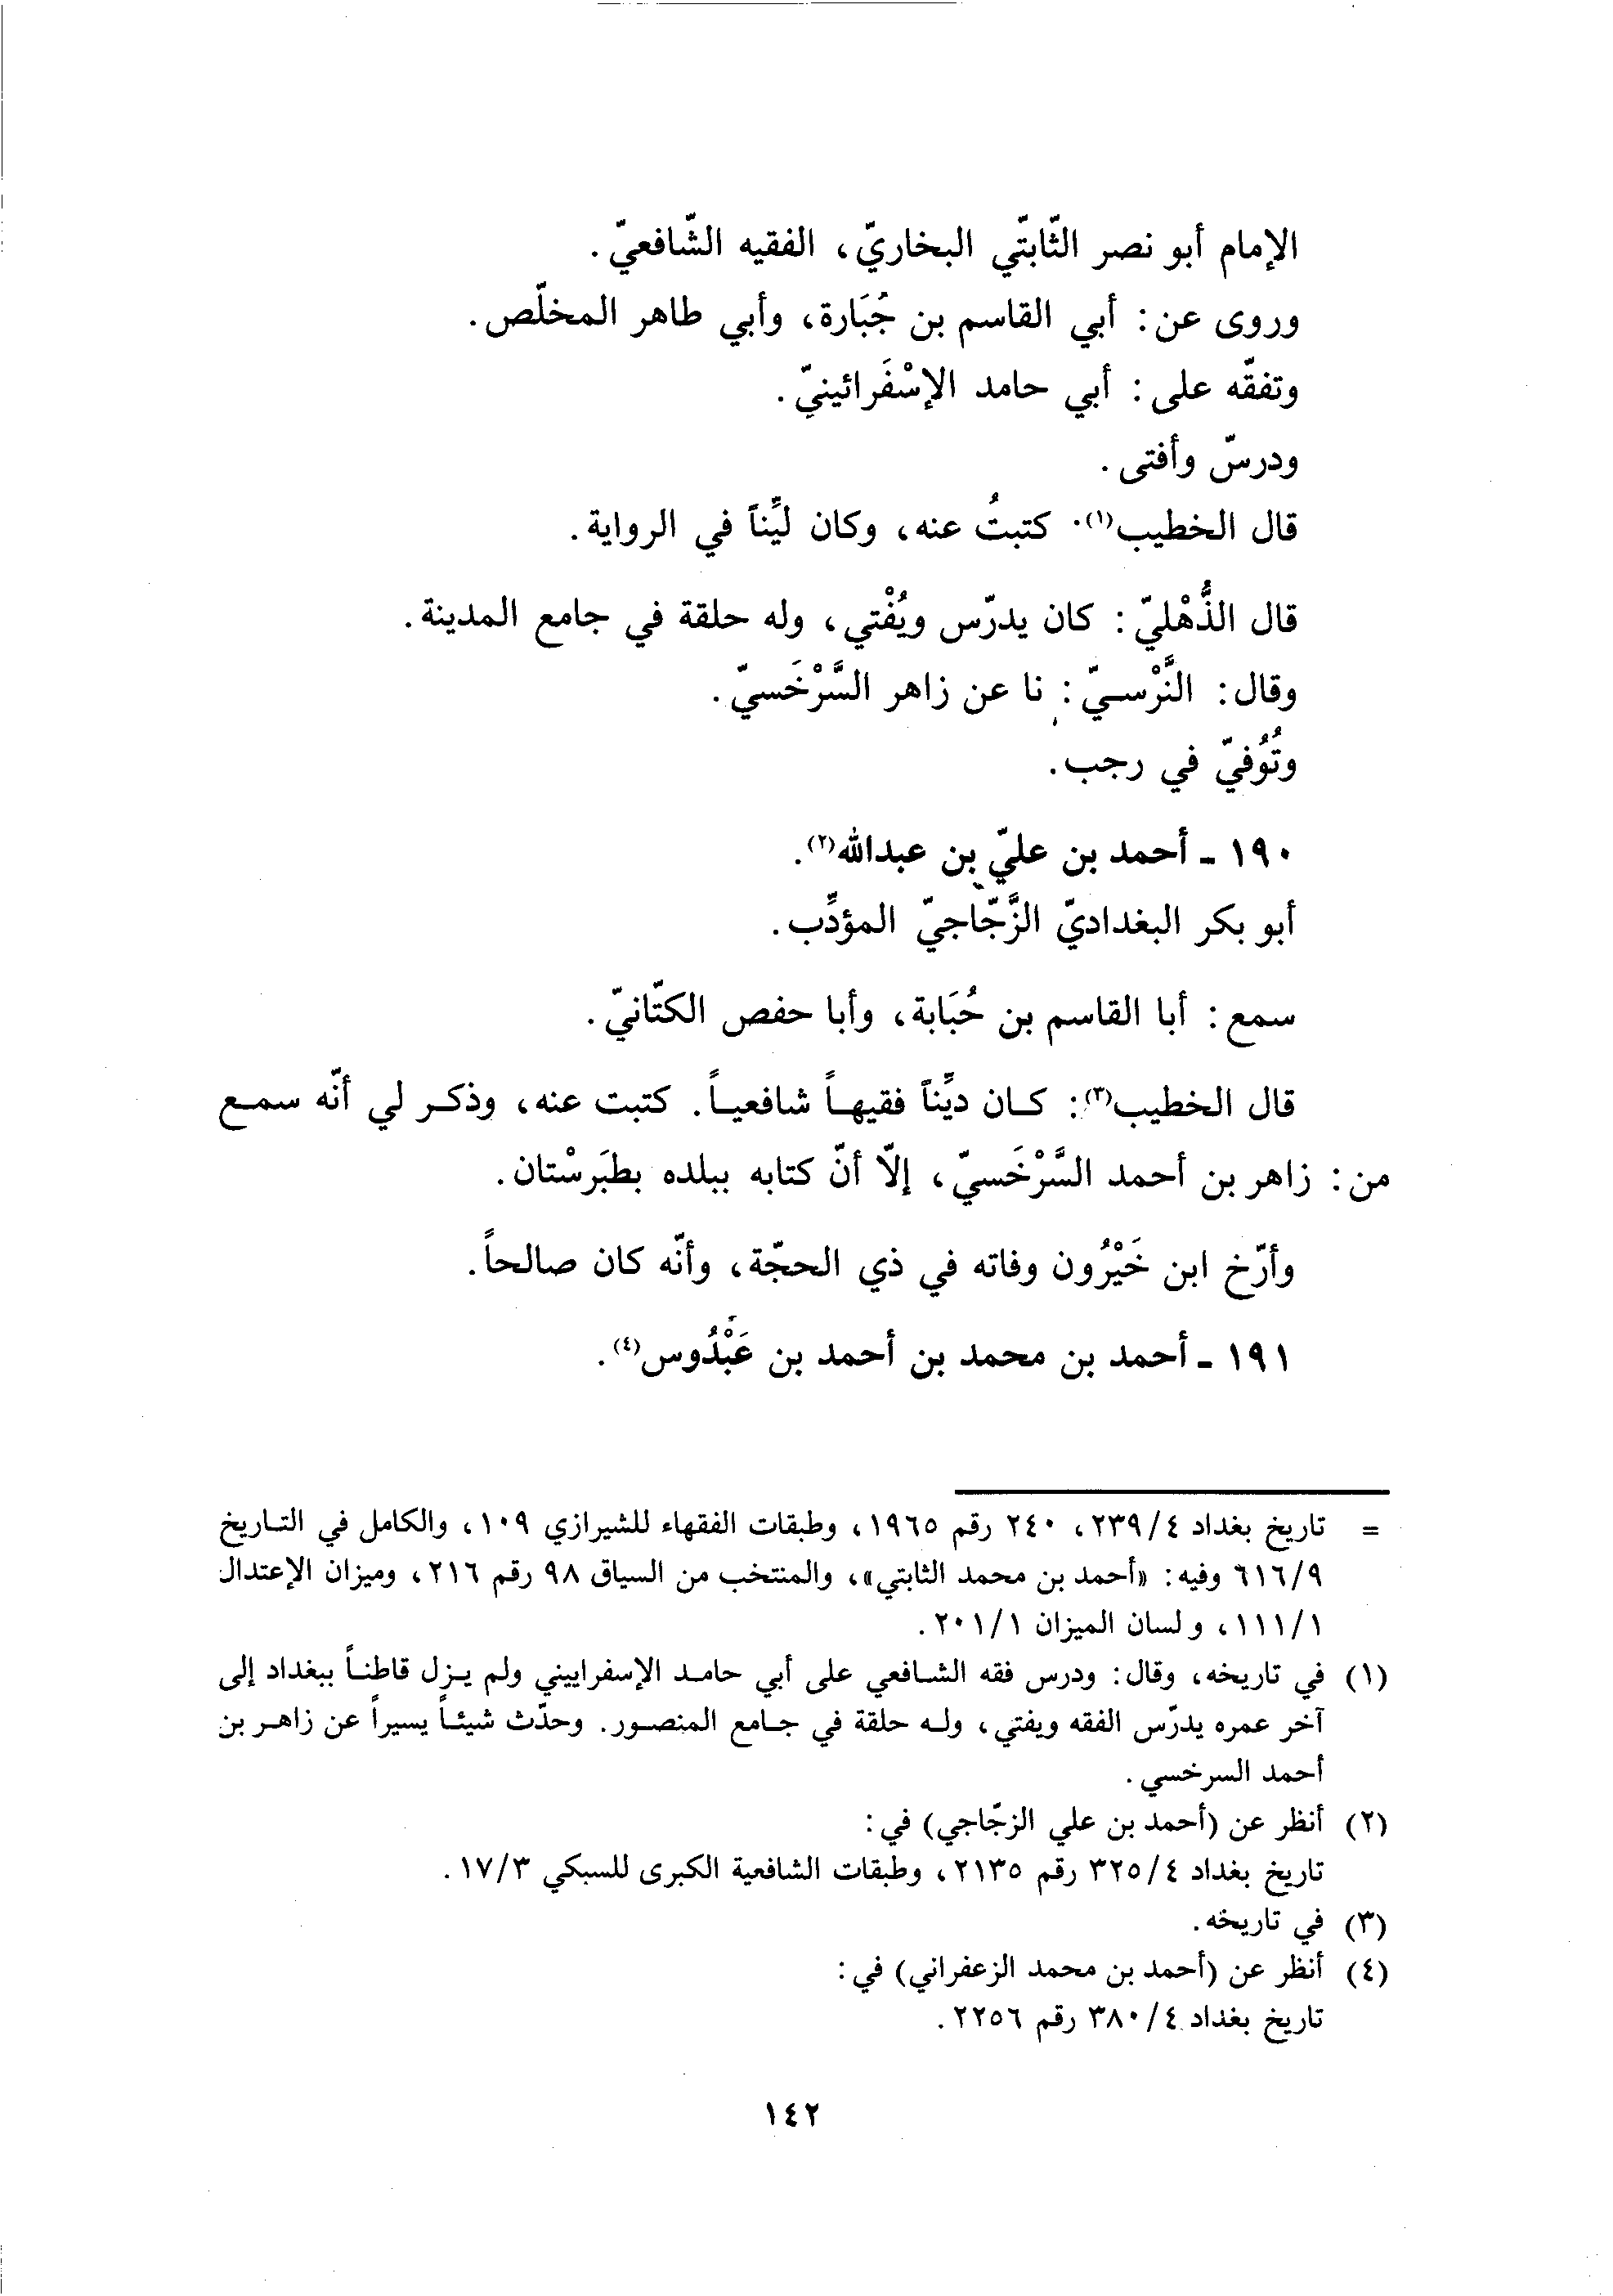 الإمام أبو نصر الثّابتّي البخاريّ، الفقيه الشّافعيّ.
وروى عن: أبي القاسم بن جُبَارة، وأبي طاهر المخلّص.
وتفقّه على: أبي حامد الإسْفَرائينيّ.
ودرسّ وأفتى.
قال الخطيب(١): كتبتُ عنه، وكان ليِّناً في الرواية.
قال الذُّهْليّ: كان يدرّس ويُفْتي، وله حلقة في جامع المدينة.
وقال: النَّرْسيّ: نا عن زاهر السَّرْخَسيّ.
وتُوُفيّ في رجب.
١٩٠ - أحمد بن عليّ بن عبدالله(٢).
أبو بكر البغداديّ الزَّجّاجيّ المؤدِّب.
سمع: أبا القاسم بن حُبَابة، وأبا حفص الكتّانيّ.
قال الخطيب(٣): كان ديِّناً فقيهاً شافعياً. كتبت عنه، وذكر لي أنّه سمع
من: زاهر بن أحمد السَّرْخَسيّ، إلّا أنّ كتابه ببلده بطبَرسْتان.
وأرّخ ابن خَيْرُون وفاته في ذي الحجّة، وأنّه كان صالحاً.
١٩١ - أحمد بن محمد بن أحمد بن عَبْدُوس(٤).
= تاريخ بغداد ٤/٢٣٩، ٢٤٠ رقم ١٩٦٥، وطبقات الفقهاء للشيرازي ١٠٩، والكامل في التاريخ
٩/٦١٦ وفيه: «أحمد بن محمد الثابتي»، والمنتخب من السياق ٩٨ رقم ٢١٦، وميزان الإعتدال
١/١١١، ولسان الميزان ١/٢٠١.
(١) في تاريخه، وقال: ودرس فقه الشافعي على أبي حامد الإسفراييني ولم يزل قاطناً ببغداد إلى
آخر عمره يدرّس الفقه ويفتي، وله حلقة في جامع المنصور. وحدّث شيئاً يسيراً عن زاهر بن
أحمد السرخسي.
(٢) أنظر عن (أحمد بن علي الزجّاجي) في:
تاريخ بغداد ٤/٣٢٥ رقم ٢١٣٥، وطبقات الشافعية الكبرى للسبكي ٣/١٧.
(٣) في تاريخه.
(٤) أنظر عن (أحمد بن محمد الزعفراني) في:
تاريخ بغداد ٤/٣٨٠ رقم ٢٢٥٦.
١٤٢